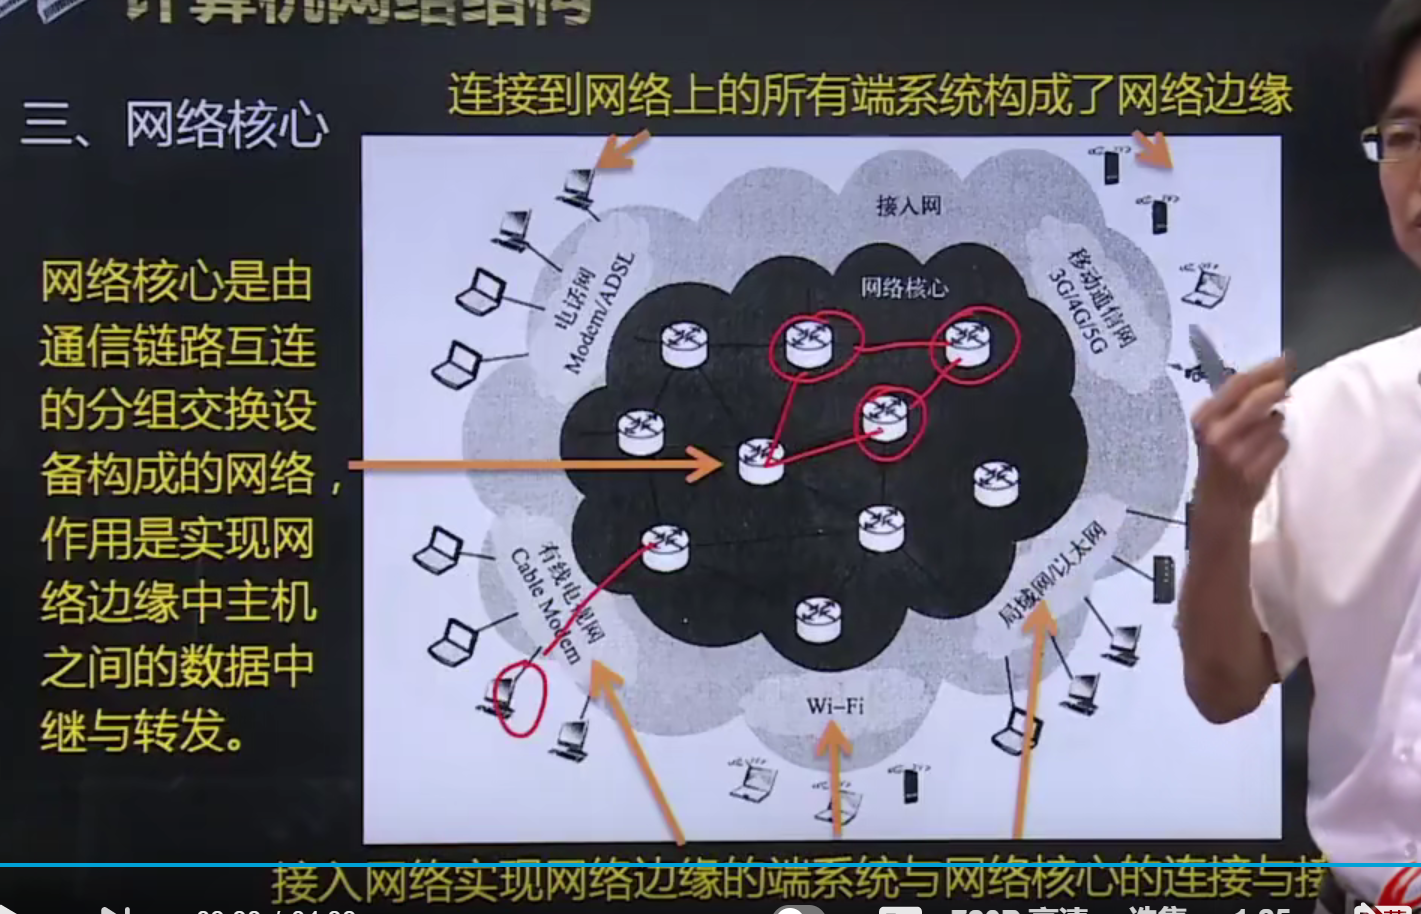 计算机网络结构
连接到网络上的所有端系统构成了网络边缘
三、网络核心
网络核心是由
通信链路互连
的分组交换设
备构成的网络，
作用是实现网
络边缘中主机
之间的数据中
继与转发。
接入网
网络核心
电话网
Modem/ADSL
移动通信网
3G/4G/5G
有线电视网
Cable Modem
局域网/以太网
Wi-Fi
接入网络实现网络边缘的端系统与网络核心的连接与接
720P 高清
选集